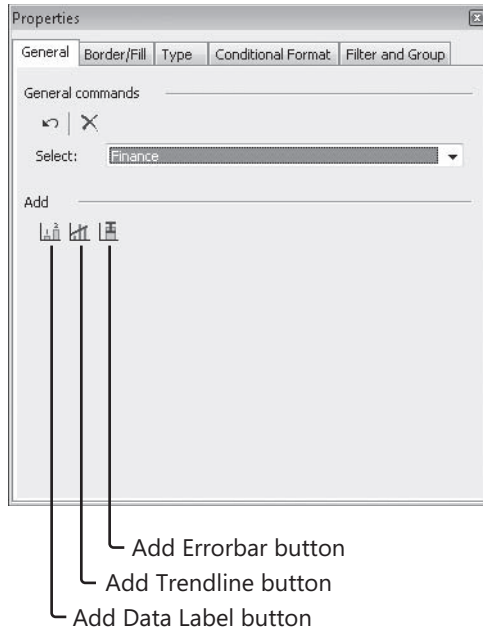 Properties
General Border/Fill Type Conditional Format Filter and Group
General commands
Select: Finance
Add
Add Errorbar button
Add Trendline button
Add Data Label button